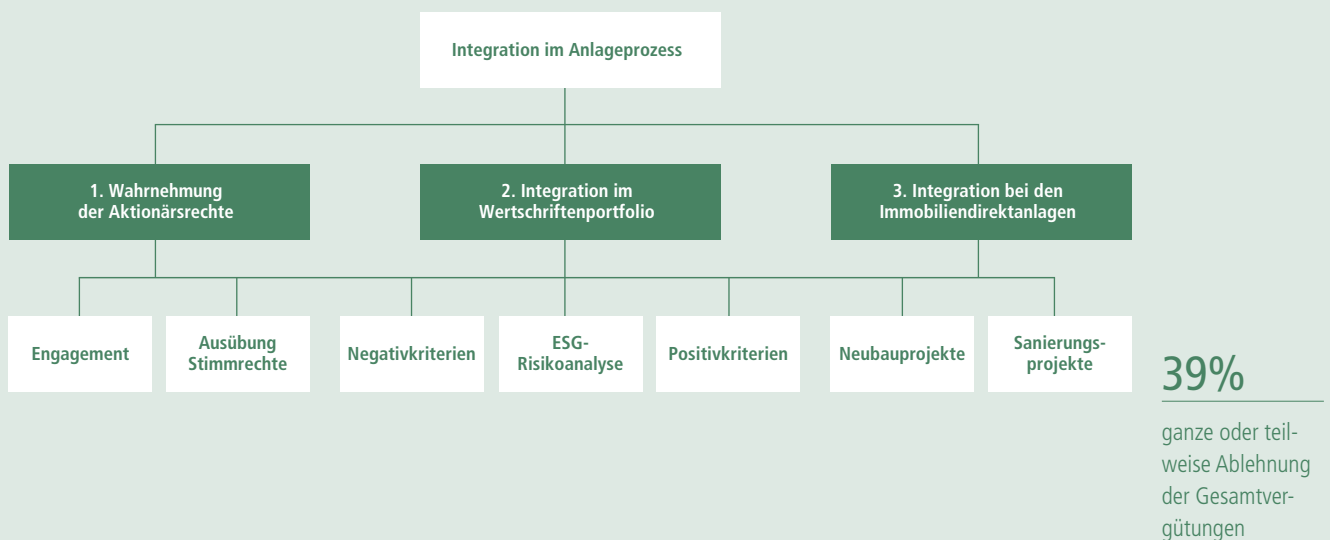 Integration im Anlageprozess
1. Wahrnehmung
der Aktionärsrechte
2. Integration im
Wertschriftenportfolio
3. Integration bei den
Immobiliendirektanlagen
Engagement
Ausübung
Stimmrechte
Negativkriterien
ESG-
Risikoanalyse
Positivkriterien
Neubauprojekte
Sanierungs-
projekte
39%
ganze oder teil-
weise Ablehnung
der Gesamtver-
gütungen